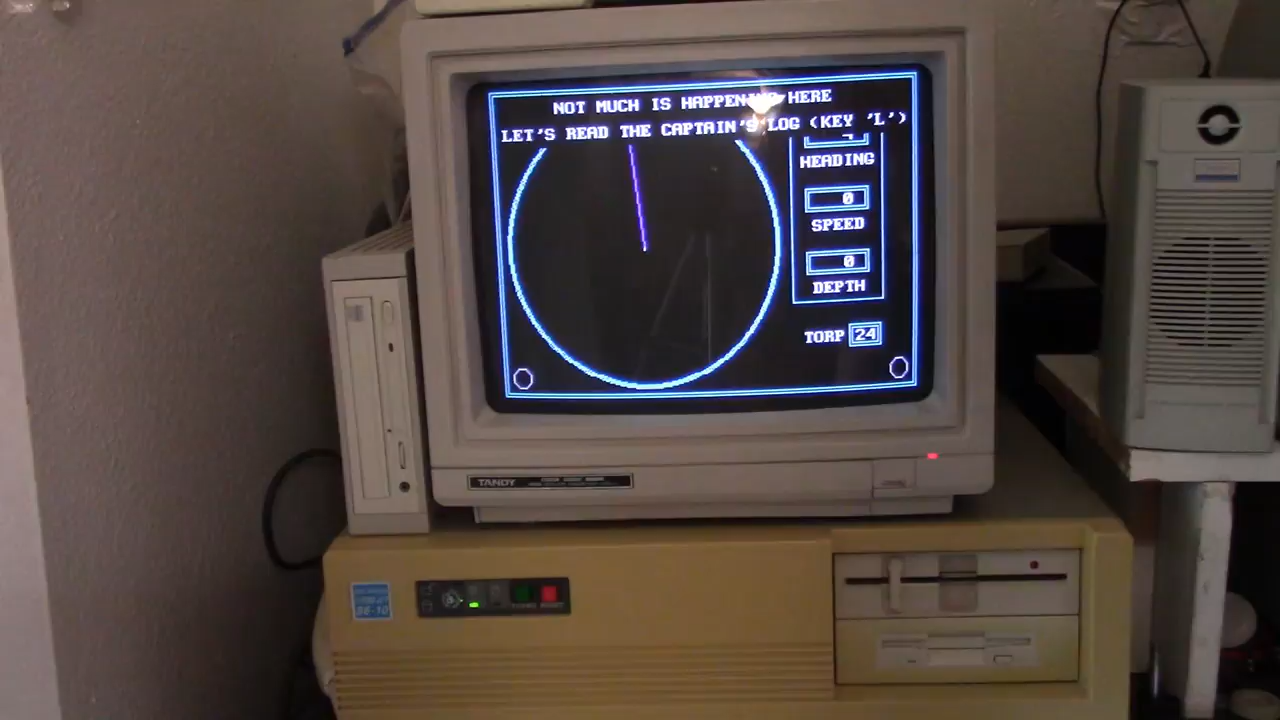 NOT MUCH IS HAPPENING HERE
LET'S READ THE CAPTAIN'S LOG (KEY 'L')
HEADING
0
SPEED
0
DEPTH
TORP 24
TANDY